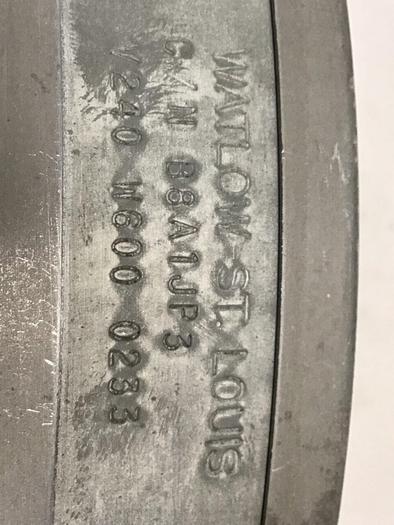 WATLOW-ST. LOUIS
C/N B8A1JP3
V240 W600 0233